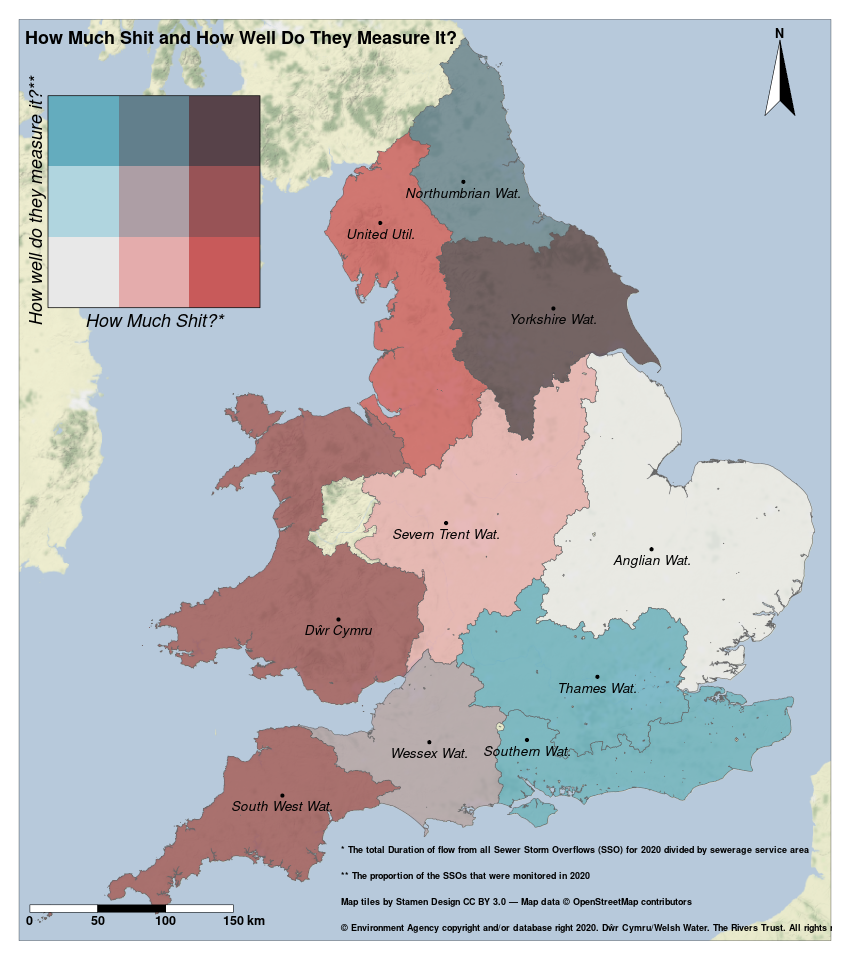 How Much Shit and How Well Do They Measure It?
N
How well do they measure it?**
How Much Shit?*
Northumbrian Wat.
United Util.
Yorkshire Wat.
Severn Trent Wat.
Anglian Wat.
Dŵr Cymru
Thames Wat.
Wessex Wat.
Southern Wat.
South West Wat.
* The total Duration of flow from all Sewer Storm Overflows (SSO) for 2020 divided by sewerage service area
** The proportion of the SSOs that were monitored in 2020
Map tiles by Stamen Design CC BY 3.0 — Map data © OpenStreetMap contributors
0 50 100 150 km
© Environment Agency copyright and/or database right 2020. Dŵr Cymru/Welsh Water. The Rivers Trust. All rights r